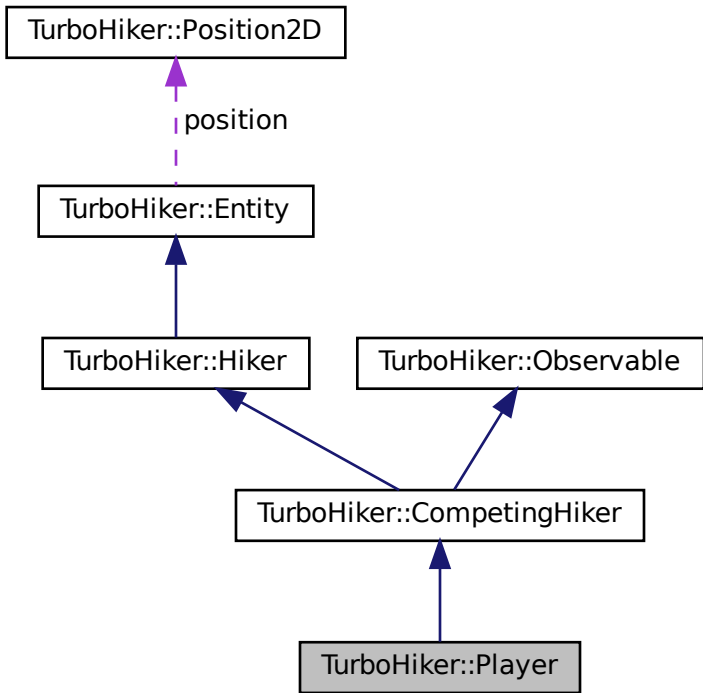 TurboHiker::Position2D
position
TurboHiker::Entity
TurboHiker::Hiker
TurboHiker::Observable
TurboHiker::CompetingHiker
TurboHiker::Player